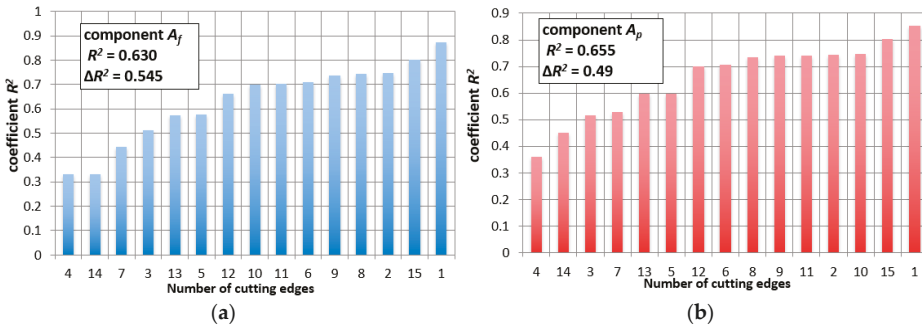 a
component Af
R² = 0.630
ΔR² = 0.545
coefficient R²
1
0.9
0.8
0.7
0.6
0.5
0.4
0.3
0.2
0.1
0
4 14 7 3 13 5 12 10 11 6 9 8 2 15 1
Number of cutting edges
(a)
b
component Ap
R² = 0.655
ΔR² = 0.49
coefficient R²
0.9
0.8
0.7
0.6
0.5
0.4
0.3
0.2
0.1
0
4 14 3 7 13 5 12 6 8 9 11 2 10 15 1
Number of cutting edges
(b)